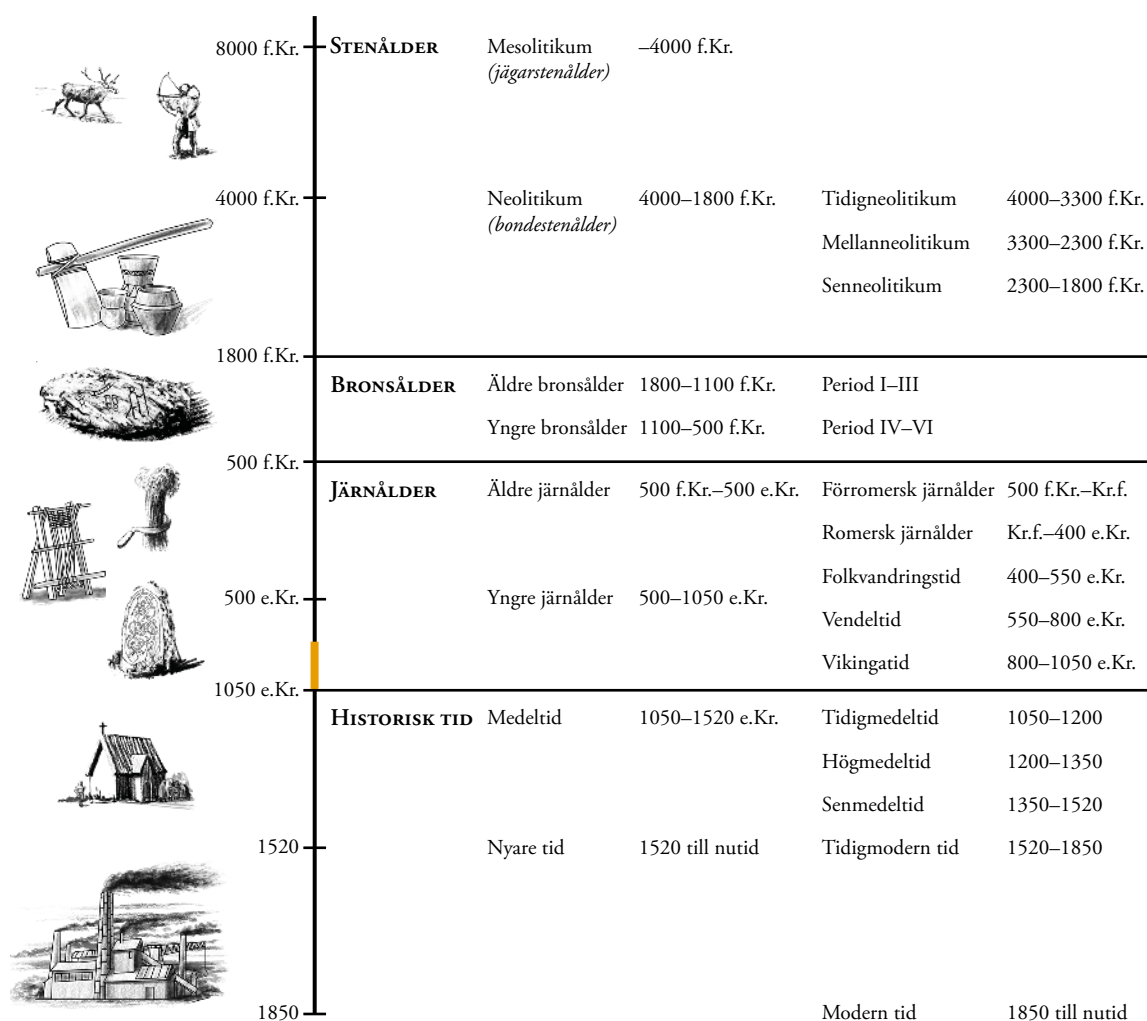 8000 f.Kr. STENÅLDER Mesolitikum –4000 f.Kr.
(jägarstenålder)
4000 f.Kr. Neolitikum 4000–1800 f.Kr. Tidigneolitikum 4000–3300 f.Kr.
(bondestenålder)
Mellanneolitikum 3300–2300 f.Kr.
Senneolitikum 2300–1800 f.Kr.
1800 f.Kr.
BRONSÅLDER Äldre bronsålder 1800–1100 f.Kr. Period I–III
Yngre bronsålder 1100–500 f.Kr. Period IV–VI
500 f.Kr.
JÄRNÅLDER Äldre järnålder 500 f.Kr.–500 e.Kr. Förromersk järnålder 500 f.Kr.–Kr.f.
Romersk järnålder Kr.f.–400 e.Kr.
Folkvandringstid 400–550 e.Kr.
500 e.Kr. Yngre järnålder 500–1050 e.Kr.
Vendeltid 550–800 e.Kr.
Vikingatid 800–1050 e.Kr.
1050 e.Kr.
HISTORISK TID Medeltid 1050–1520 e.Kr. Tidigmedeltid 1050–1200
Högmedeltid 1200–1350
Senmedeltid 1350–1520
1520 Nyare tid 1520 till nutid Tidigmodern tid 1520–1850
1850 Modern tid 1850 till nutid